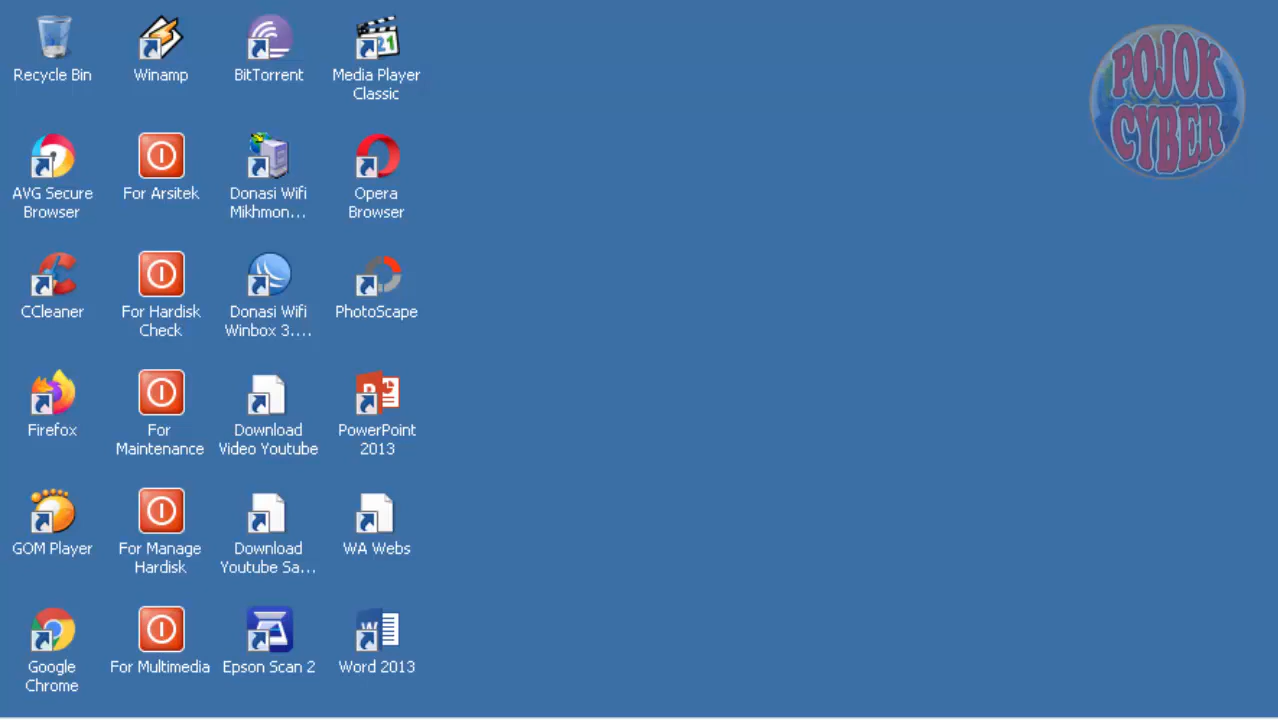 Recycle Bin
Winamp
BitTorrent
Media Player
Classic
POJOK
CYBER
AVG Secure
Browser
For Arsitek
Donasi Wifi
Mikhmon...
Opera
Browser
CCleaner
For Hardisk
Check
Donasi Wifi
Winbox 3....
PhotoScape
Firefox
For
Maintenance
Download
Video Youtube
PowerPoint
2013
GOM Player
For Manage
Hardisk
Download
Youtube Sa...
WA Webs
Google
Chrome
For Multimedia
Epson Scan 2
Word 2013